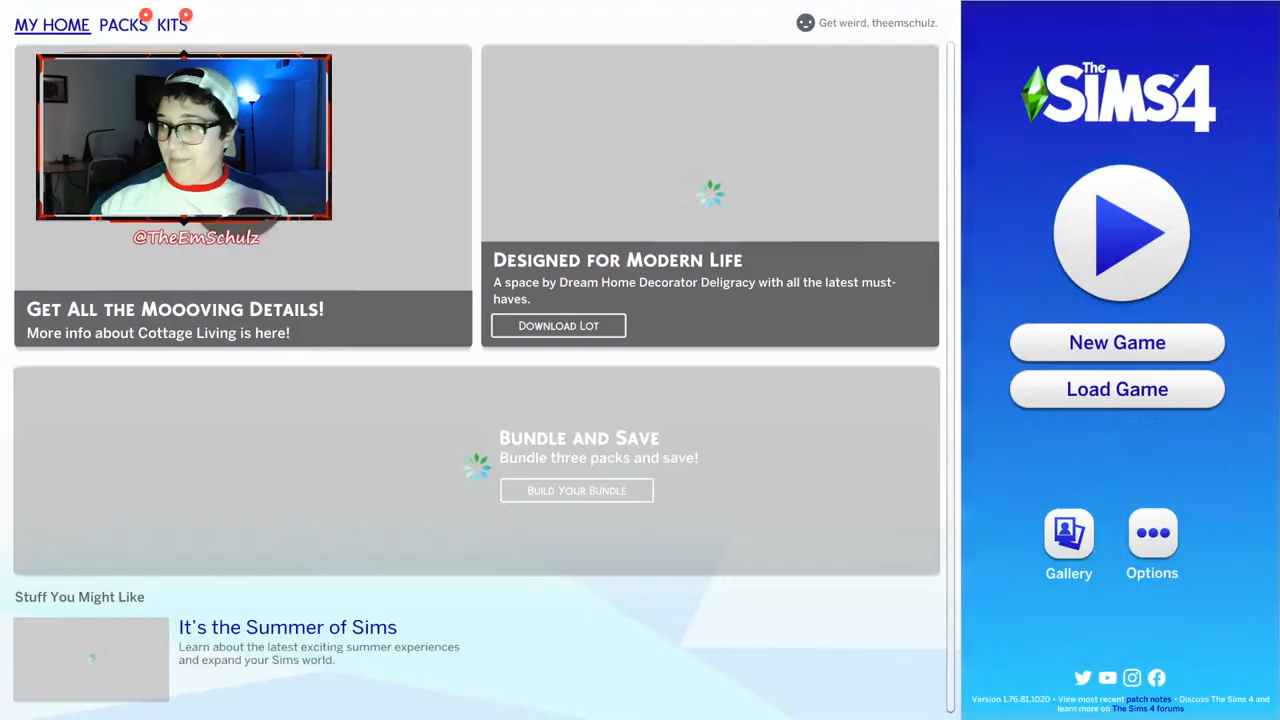 MY HOME PACKS KITS
Get weird, theemschulz.
@TheEmSchulz
GET ALL THE MOOOVING DETAILS!
More info about Cottage Living is here!
DESIGNED FOR MODERN LIFE
A space by Dream Home Decorator Deligracy with all the latest must-
haves.
DOWNLOAD LOT
BUNDLE AND SAVE
Bundle three packs and save!
BUILD YOUR BUNDLE
Stuff You Might Like
It's the Summer of Sims
Learn about the latest exciting summer experiences
and expand your Sims world.
The
SiMS4
New Game
Load Game
Gallery
Options
Version 1.76.81.1020 • View most recent patch notes • Discuss The Sims 4 and
learn more on The Sims 4 forums